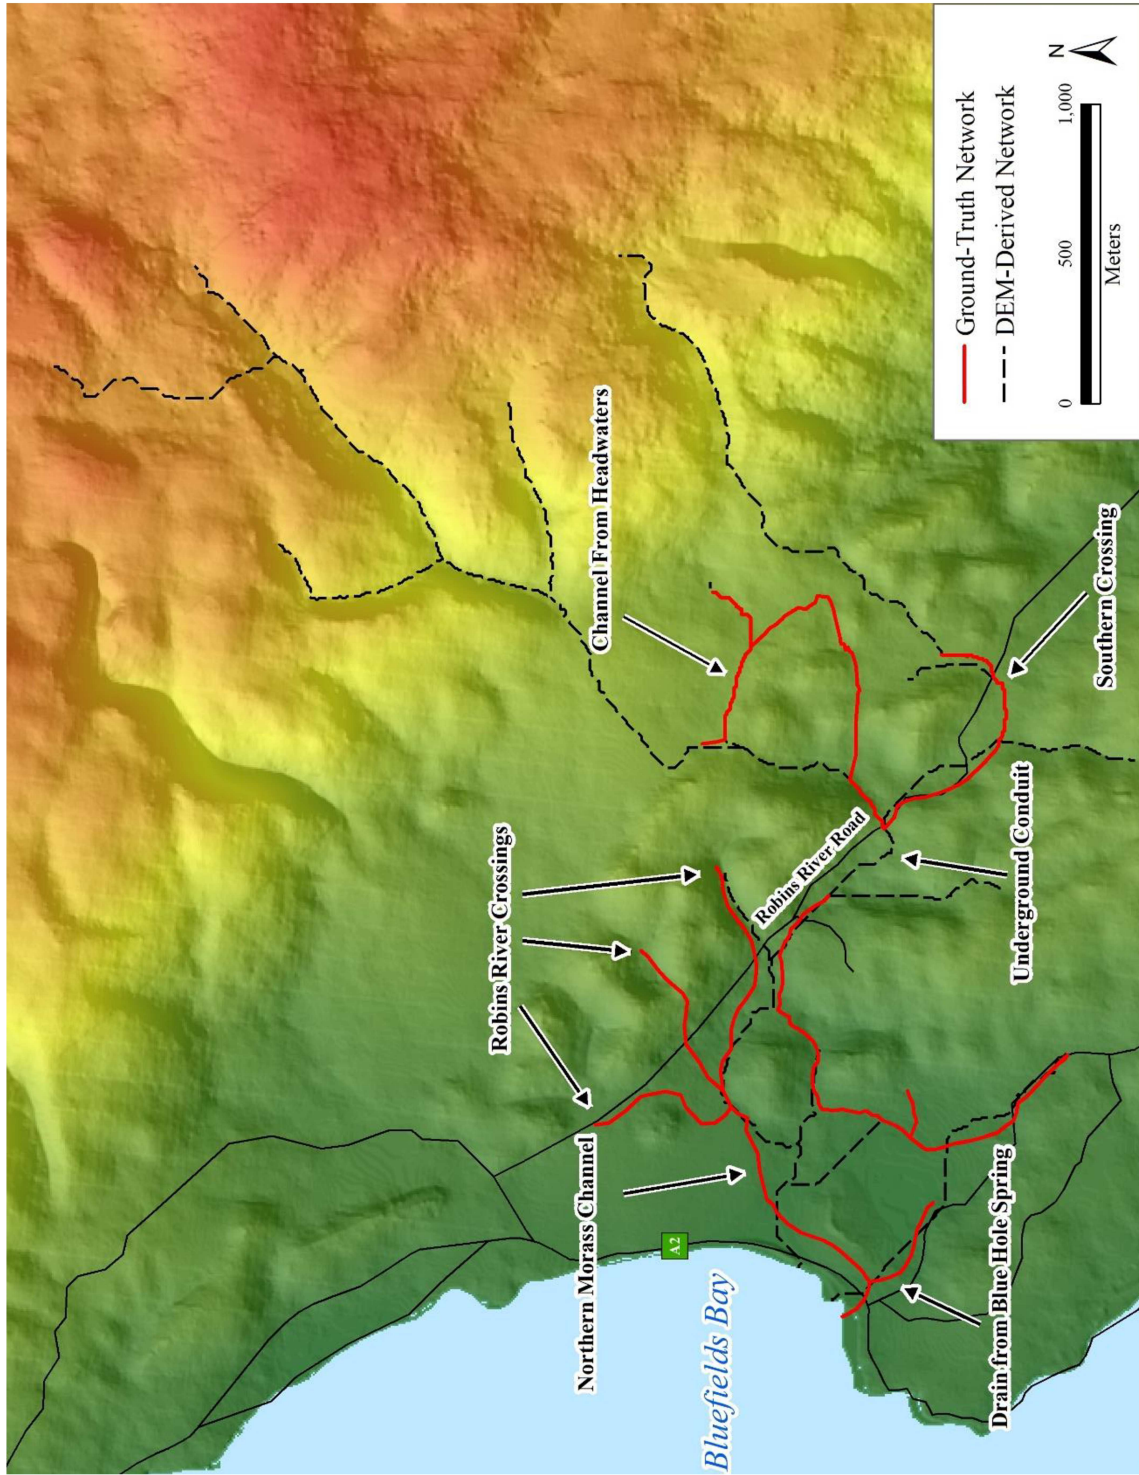 Robins River Crossings
Northern Morass Channel
Channel From Headwaters
A2
Bluefields Bay
Robins River Road
Drain from Blue Hole Spring
Underground Conduit
Southern Crossing
Ground-Truth Network
DEM-Derived Network
0 500 1,000
Meters
N